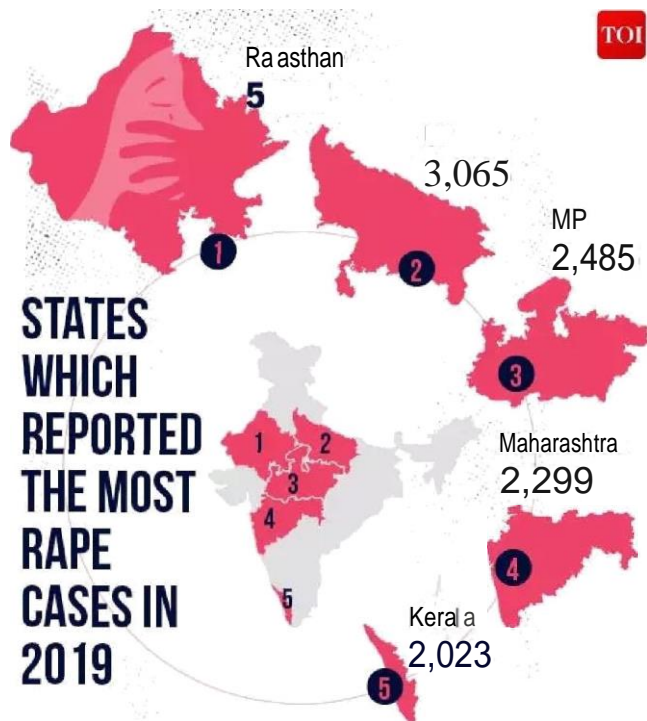 TOI
Ra asthan
5
3,065
MP
2,485
1
2
3
STATES
WHICH
REPORTED
THE MOST
RAPE
CASES IN
2019
1
2
3
4
5
Maharashtra
2,299
4
Kerala
2,023
5